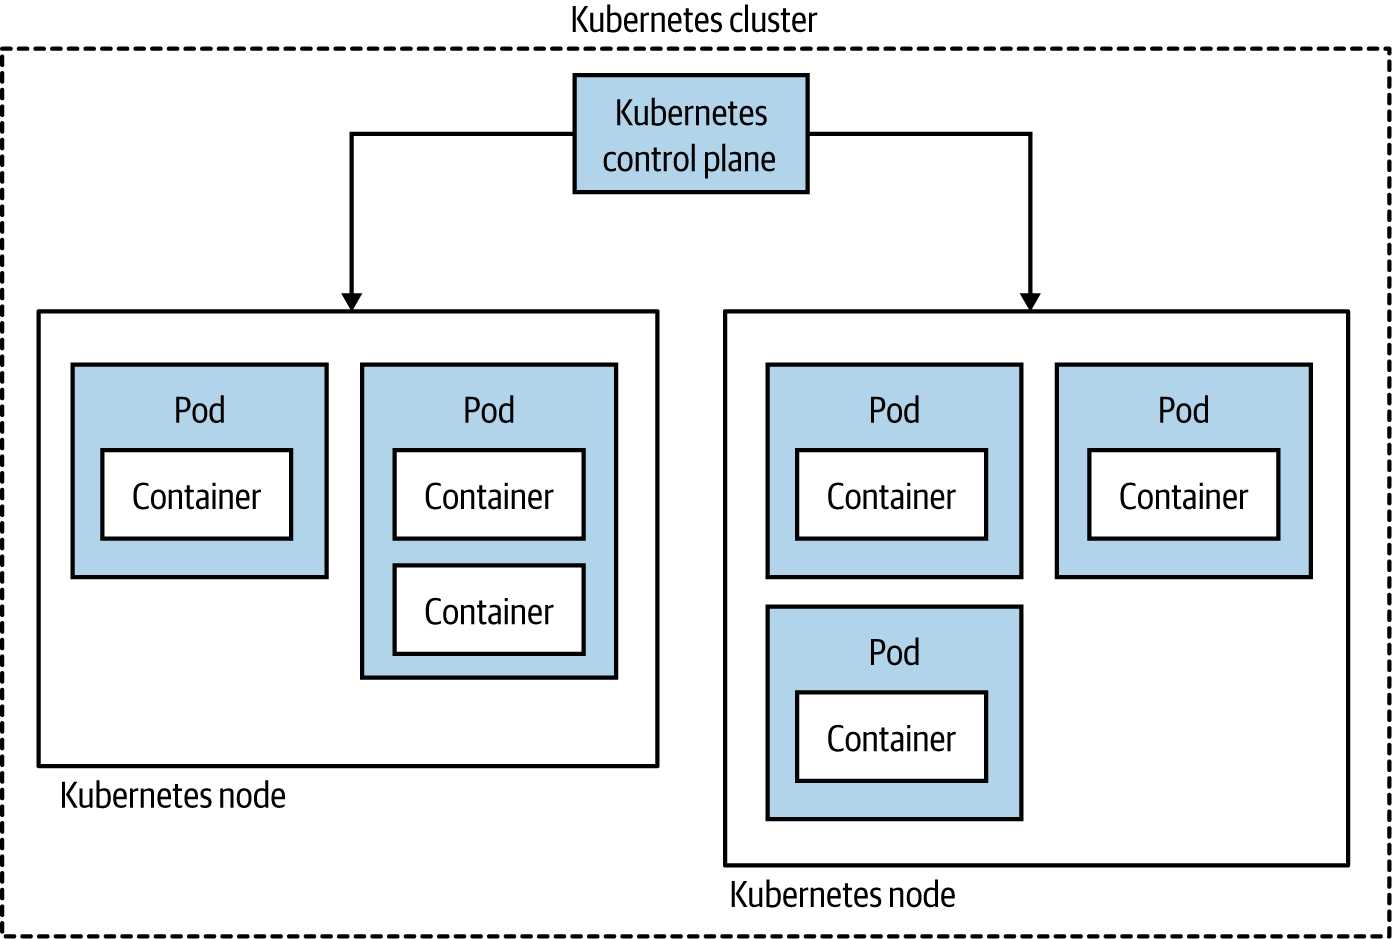 Kubernetes cluster
Kubernetes
control plane
Pod
Container
Pod
Container
Container
Kubernetes node
Pod
Container
Pod
Container
Pod
Container
Kubernetes node